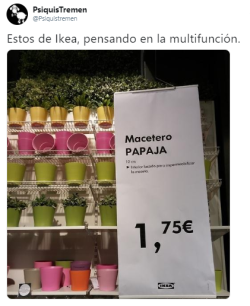 PsiquisTremen
@Psiquistremen
Estos de Ikea, pensando en la multifunción.
Macetero
PAPAJA
1,75€
IKEA